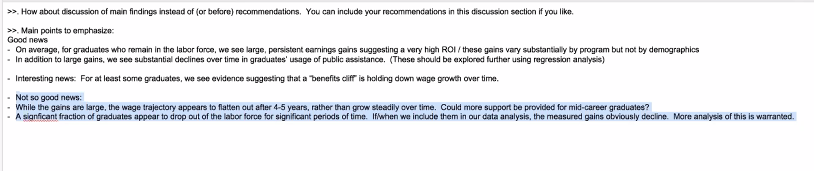 >>. How about discussion of main findings instead of (or before) recommendations.  You can include your recommendations in this discussion section if you like.
>>. Main points to emphasize:
Good news
- On average, for graduates who remain in the labor force, we see large, persistent earnings gains suggesting a very high ROI / these gains vary substantially by program but not by demographics
- In addition to large gains, we see substantial declines over time in graduates' usage of public assistance.  (These should be explored further using regression analysis)
- Interesting news:  For at least some graduates, we see evidence suggesting that a "benefits cliff" is holding down wage growth over time.
- Not so good news:
- While the gains are large, the wage trajectory appears to flatten out after 4-5 years, rather than grow steadily over time.  Could more support be provided for mid-career graduates?
- A signficant fraction of graduates appear to drop out of the labor force for significant periods of time.  If/when we include them in our data analysis, the measured gains obviously decline.  More analysis of this is warranted.